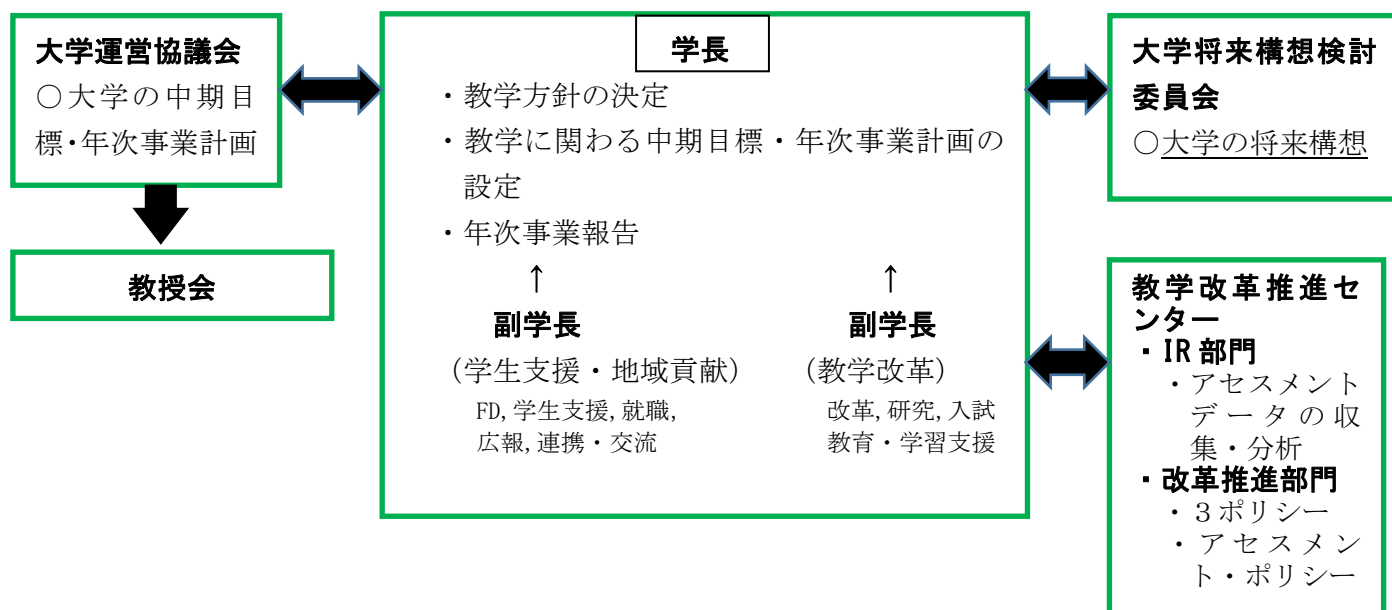 大学運営協議会
○大学の中期目
標・年次事業計画
教授会
学長
・教学方針の決定
・教学に関わる中期目標・年次事業計画の
設定
・年次事業報告
↑
↑
副学長
副学長
(学生支援・地域貢献)
(教学改革)
FD,学生支援,就職,
広報,連携・交流
改革,研究,入試
教育・学習支援
大学将来構想検討
委員会
○大学の将来構想
教学改革推進セ
ンター
・IR部門
・アセスメント
データの収
集・分析
・改革推進部門
・３ポリシー
・アセスメン
ト・ポリシー